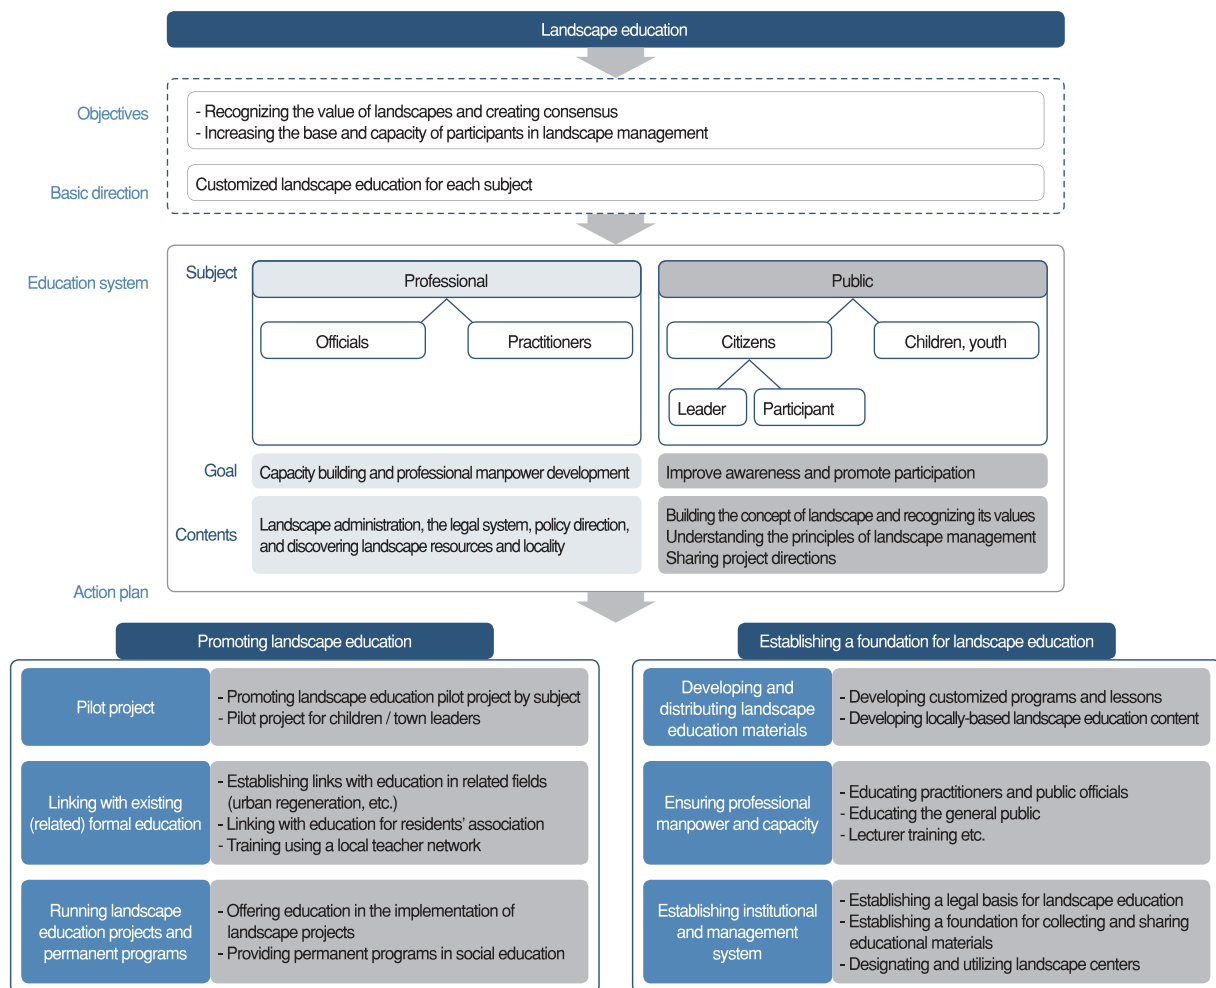 Landscape education
Objectives
- Recognizing the value of landscapes and creating consensus
- Increasing the base and capacity of participants in landscape management
Basic direction
Customized landscape education for each subject
Education system
Subject
Professional
Officials
Practitioners
Public
Citizens
Children, youth
Leader
Participant
Goal
Capacity building and professional manpower development
Improve awareness and promote participation
Contents
Landscape administration, the legal system, policy direction,
and discovering landscape resources and locality
Building the concept of landscape and recognizing its values
Understanding the principles of landscape management
Sharing project directions
Action plan
Promoting landscape education
Pilot project
- Promoting landscape education pilot project by subject
- Pilot project for children / town leaders
Linking with existing
(related) formal education
- Establishing links with education in related fields
(urban regeneration, etc.)
- Linking with education for residents' association
- Training using a local teacher network
Running landscape
education projects and
permanent programs
- Offering education in the implementation of
landscape projects
- Providing permanent programs in social education
Establishing a foundation for landscape education
Developing and
distributing landscape
education materials
- Developing customized programs and lessons
- Developing locally-based landscape education content
Ensuring professional
manpower and capacity
- Educating practitioners and public officials
- Educating the general public
- Lecturer training etc.
Establishing institutional
and management
system
- Establishing a legal basis for landscape education
- Establishing a foundation for collecting and sharing
educational materials
- Designating and utilizing landscape centers